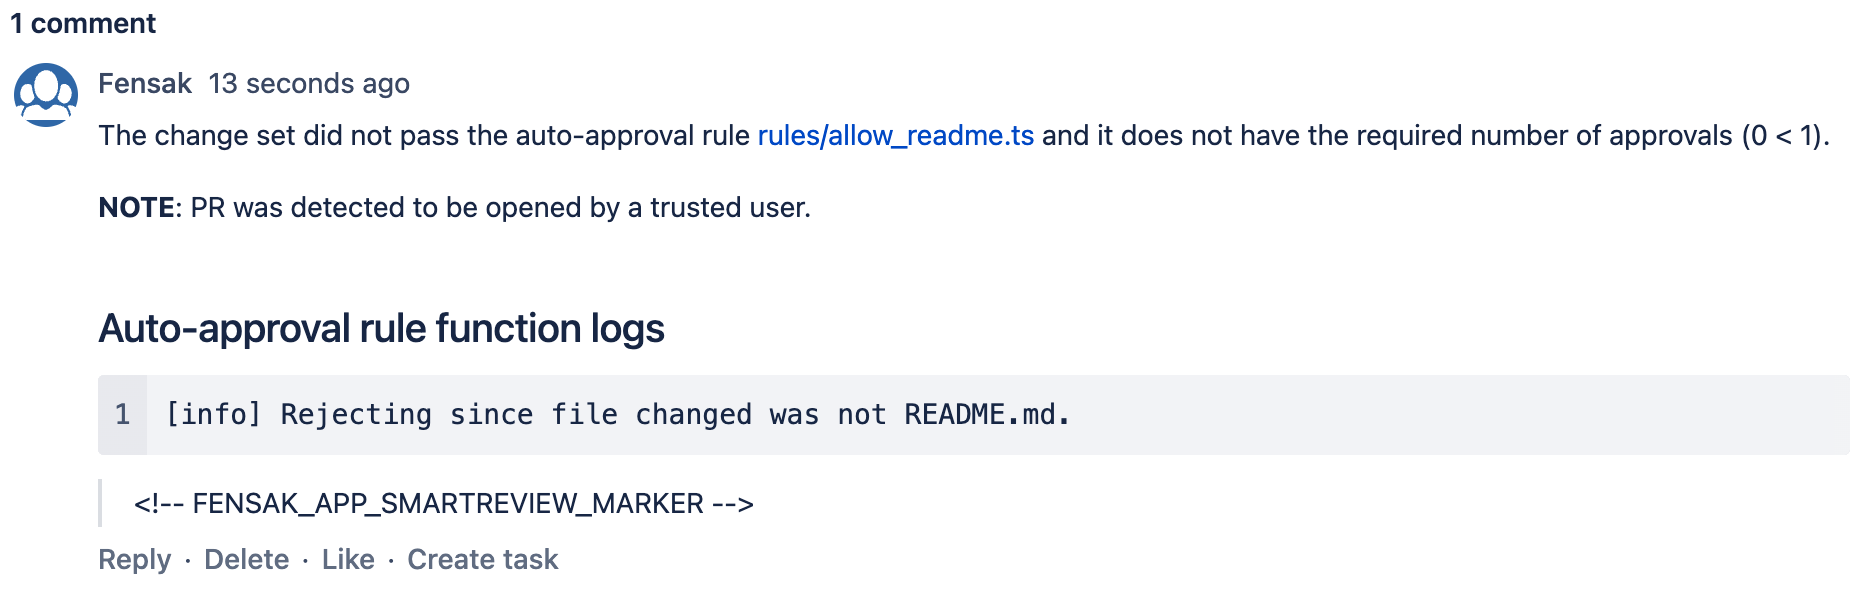 1 comment
Fensak 13 seconds ago
The change set did not pass the auto-approval rule rules/allow_readme.ts and it does not have the required number of approvals (0 < 1).
NOTE: PR was detected to be opened by a trusted user.
Auto-approval rule function logs
1 [info] Rejecting since file changed was not README.md.
<!-- FENSAK_APP_SMARTREVIEW_MARKER -->
Reply · Delete · Like · Create task